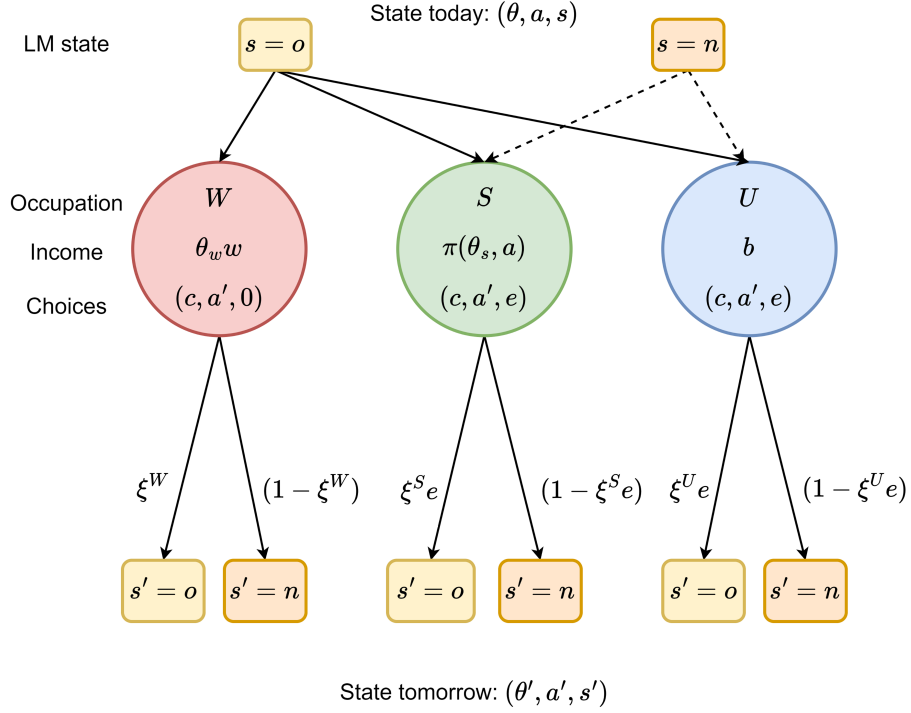 State today: (θ, a, s)
LM state
s = o
s = n
Occupation
W
S
U
Income
θ_w w
π(θ_s, a)
b
Choices
(c, a′, 0)
(c, a′, e)
(c, a′, e)
ξ^W
(1 − ξ^W)
ξ^S e
(1 − ξ^S e)
ξ^U e
(1 − ξ^U e)
s′ = o
s′ = n
s′ = o
s′ = n
s′ = o
s′ = n
State tomorrow: (θ′, a′, s′)